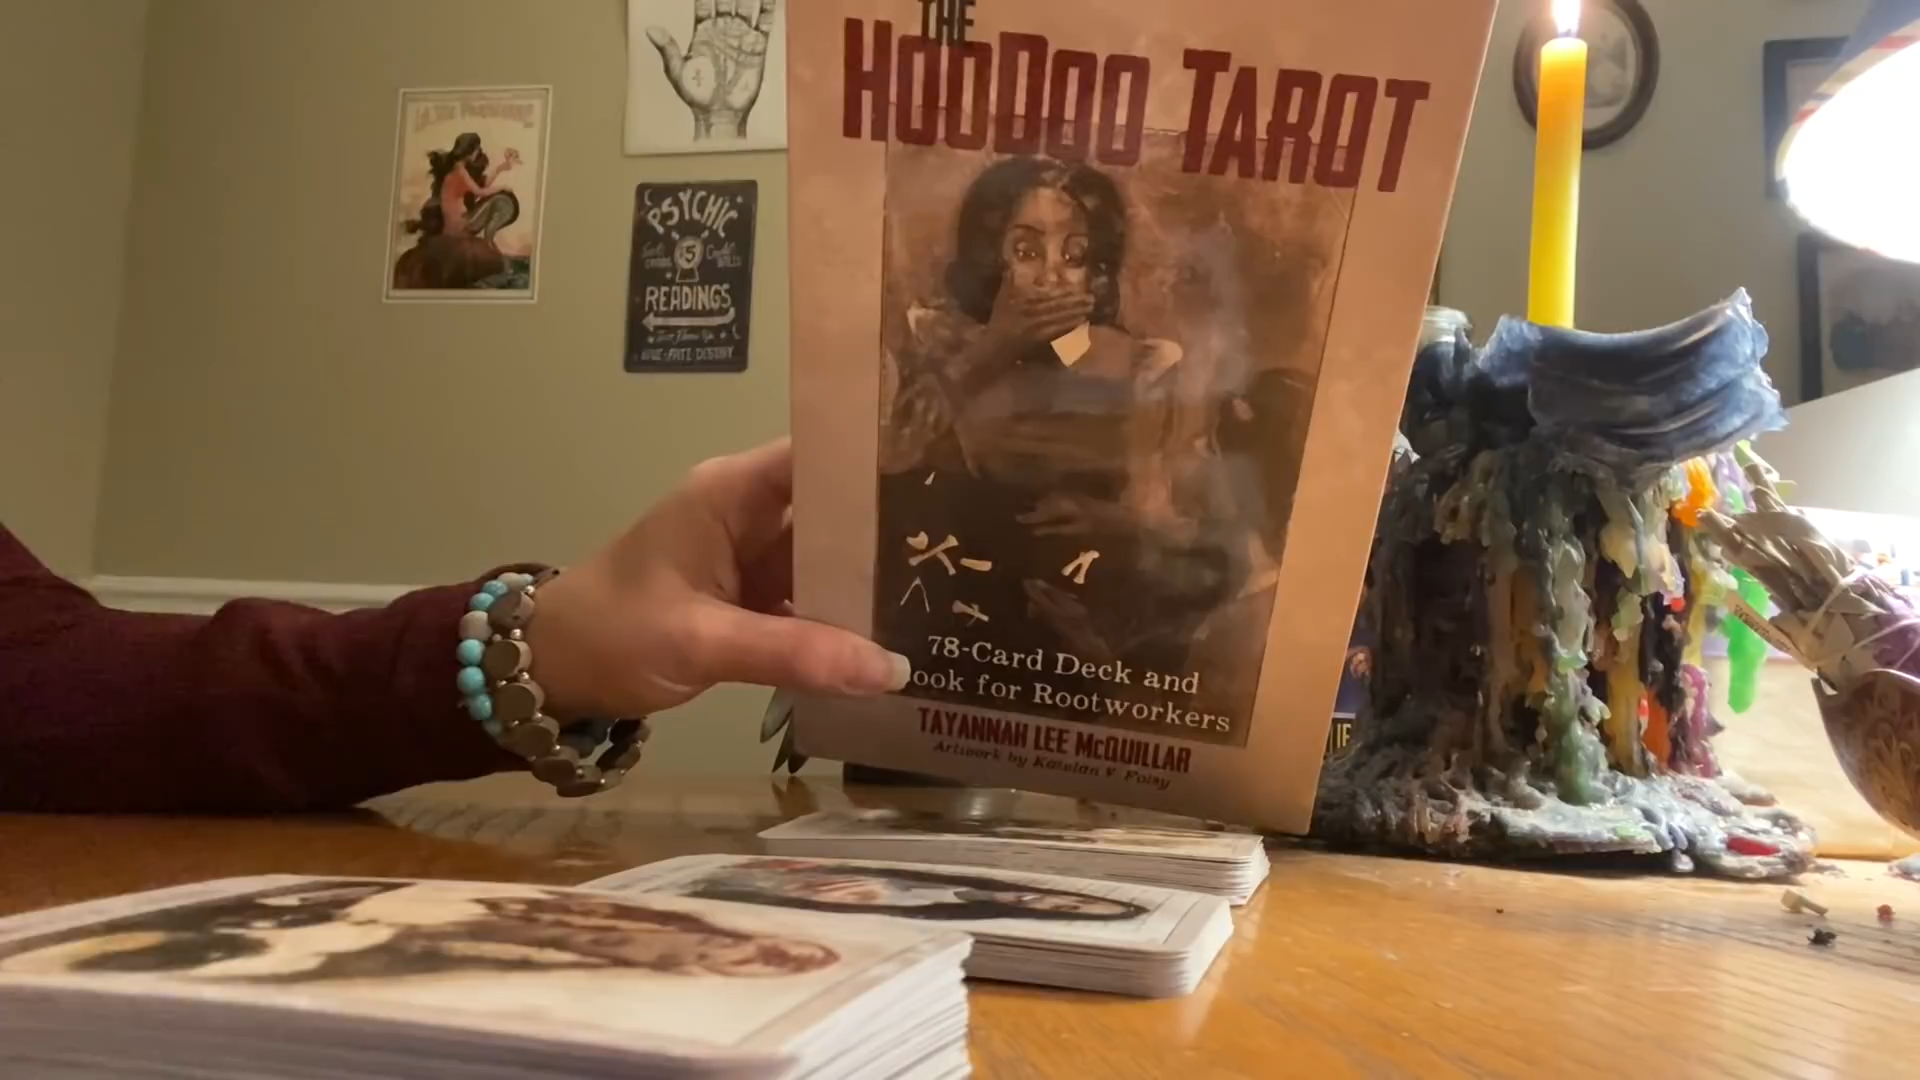 THE
HOODOO TAROT
78-Card Deck and
ook for Rootworkers
TAYANNAH LEE McQUILLAR
Artwork by Katelan V. Foisy
PSYCHIC
5
READINGS